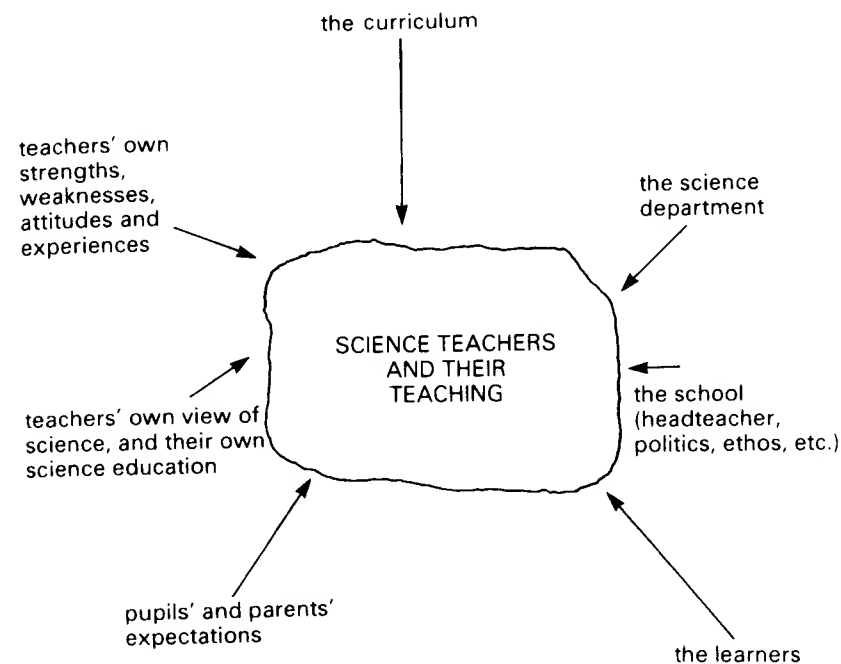 the curriculum
teachers' own
strengths,
weaknesses,
attitudes and
experiences
the science
department
SCIENCE TEACHERS
AND THEIR
TEACHING
teachers' own view of
science, and their own
science education
the school
(headteacher,
politics, ethos, etc.)
pupils' and parents'
expectations
the learners